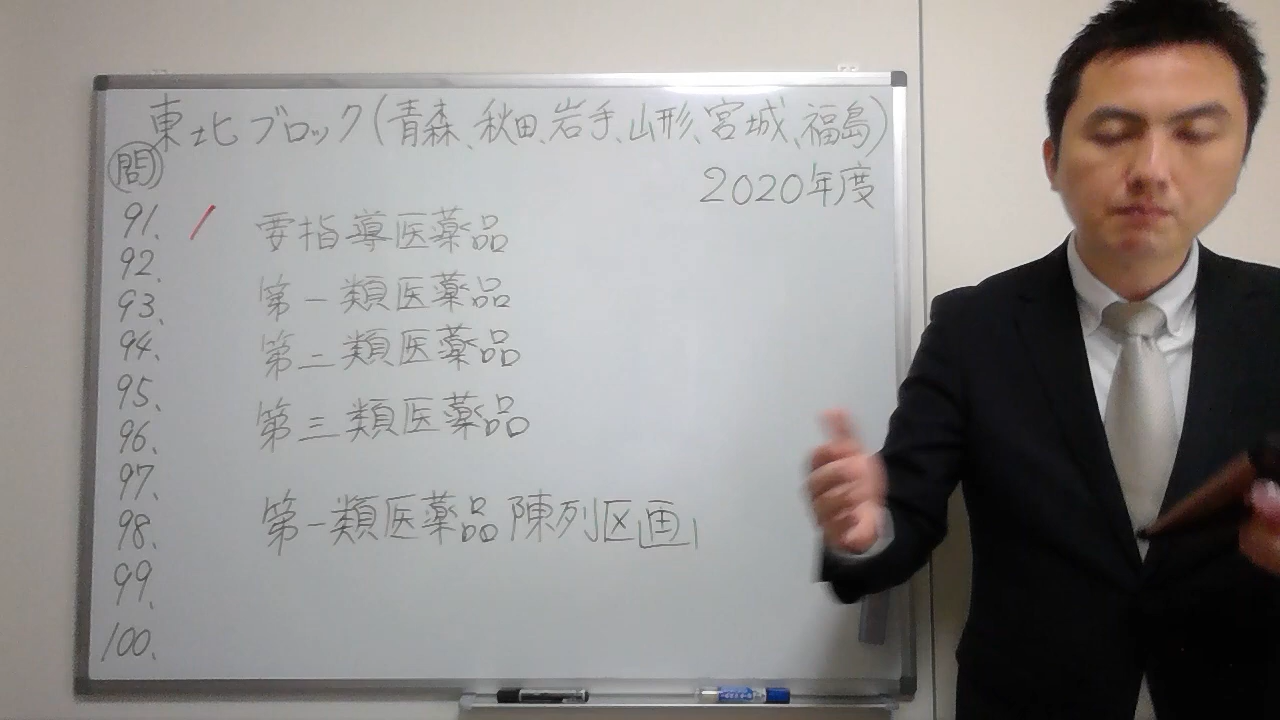 東北ブロック(青森、秋田、岩手、山形、宮城、福島)
2020年度
問
91. / 要指導医薬品
92.
93. 第一類医薬品
94. 第二類医薬品
95.
96. 第三類医薬品
97.
98. 第一類医薬品陳列区画
99.
100.